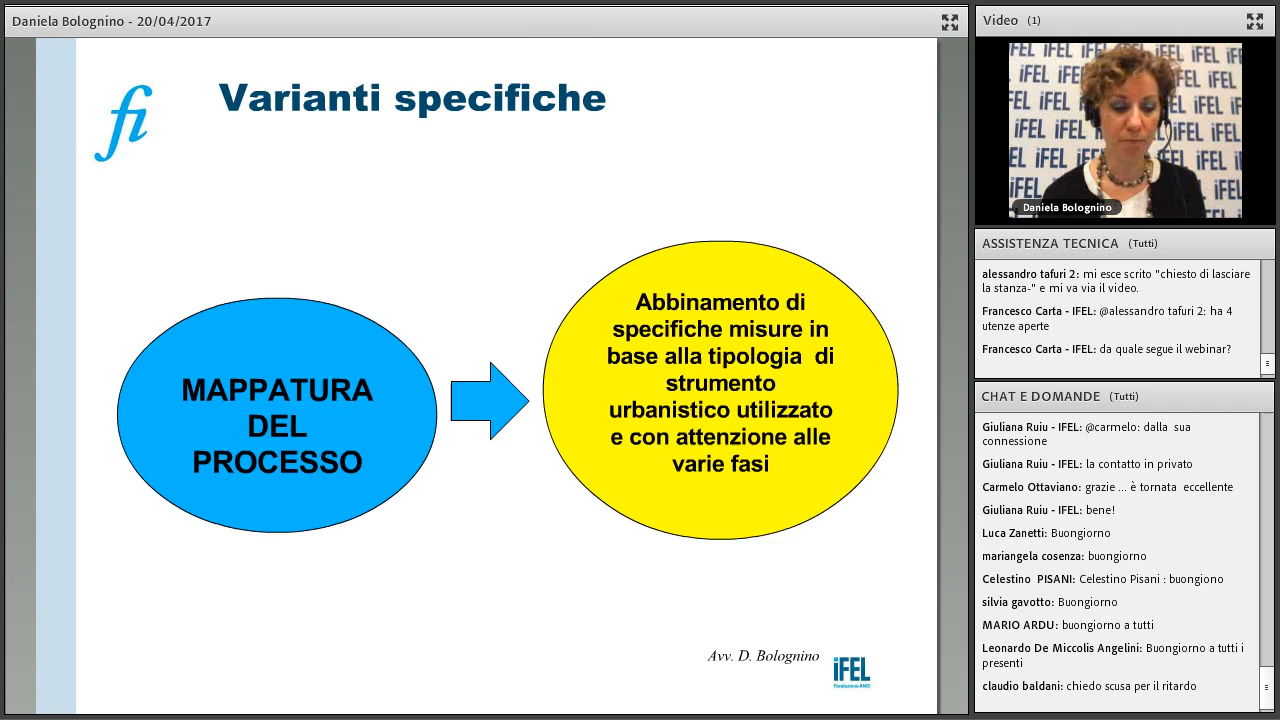 Daniela Bolognino - 20/04/2017
fi
Varianti specifiche
MAPPATURA
DEL
PROCESSO
Abbinamento di
specifiche misure in
base alla tipologia di
strumento
urbanistico utilizzato
e con attenzione alle
varie fasi
Avv. D. Bolognino
iFEL
Fondazione ANCI
Video (1)
iFEL iFEL iFEL
Daniela Bolognino
ASSISTENZA TECNICA (Tutti)
alessandro tafuri 2: mi esce scrito "chiesto di lasciare
la stanza-" e mi va via il video.
Francesco Carta - IFEL: @alessandro tafuri 2: ha 4
utenze aperte
Francesco Carta - IFEL: da quale segue il webinar?
CHAT E DOMANDE (Tutti)
Giuliana Ruiu - IFEL: @carmelo: dalla sua
connessione
Giuliana Ruiu - IFEL: la contatto in privato
Carmelo Ottaviano: grazie ... è tornata eccellente
Giuliana Ruiu - IFEL: bene!
Luca Zanetti: Buongiorno
mariangela cosenza: buongiorno
Celestino PISANI: Celestino Pisani : buongiono
silvia gavotto: Buongiorno
MARIO ARDU: buongiorno a tutti
Leonardo De Miccolis Angelini: Buongiorno a tutti i
presenti
claudio baldani: chiedo scusa per il ritardo